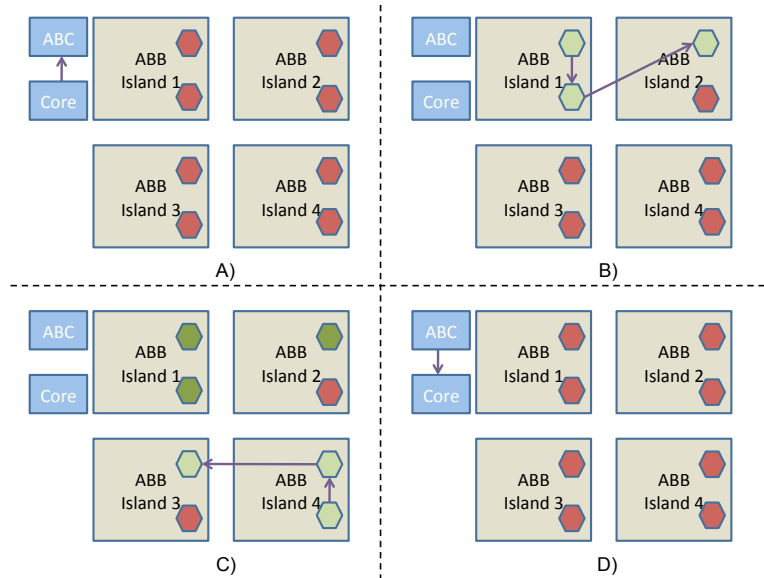 ABC
Core
ABB
Island 1
ABB
Island 2
ABB
Island 3
ABB
Island 4
A)
ABC
Core
ABB
Island 1
ABB
Island 2
ABB
Island 3
ABB
Island 4
B)
ABC
Core
ABB
Island 1
ABB
Island 2
ABB
Island 3
ABB
Island 4
C)
ABC
Core
ABB
Island 1
ABB
Island 2
ABB
Island 3
ABB
Island 4
D)